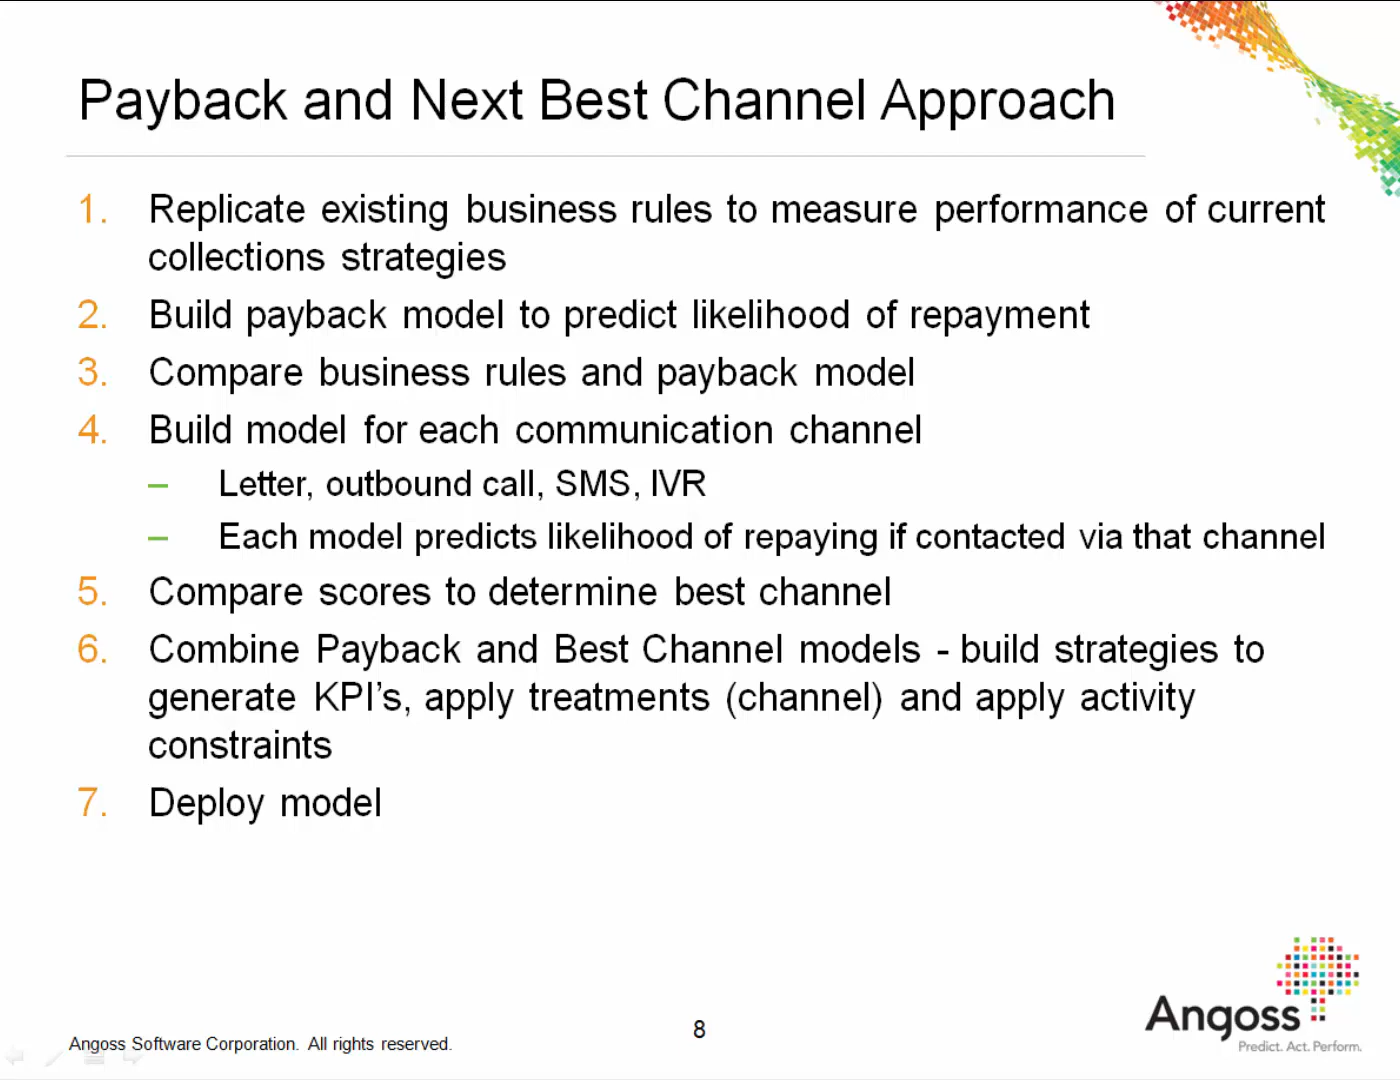 Payback and Next Best Channel Approach
1. Replicate existing business rules to measure performance of current
collections strategies
2. Build payback model to predict likelihood of repayment
3. Compare business rules and payback model
4. Build model for each communication channel
– Letter, outbound call, SMS, IVR
– Each model predicts likelihood of repaying if contacted via that channel
5. Compare scores to determine best channel
6. Combine Payback and Best Channel models - build strategies to
generate KPI’s, apply treatments (channel) and apply activity
constraints
7. Deploy model
Angoss Software Corporation. All rights reserved.
8
Angoss
Predict. Act. Perform.